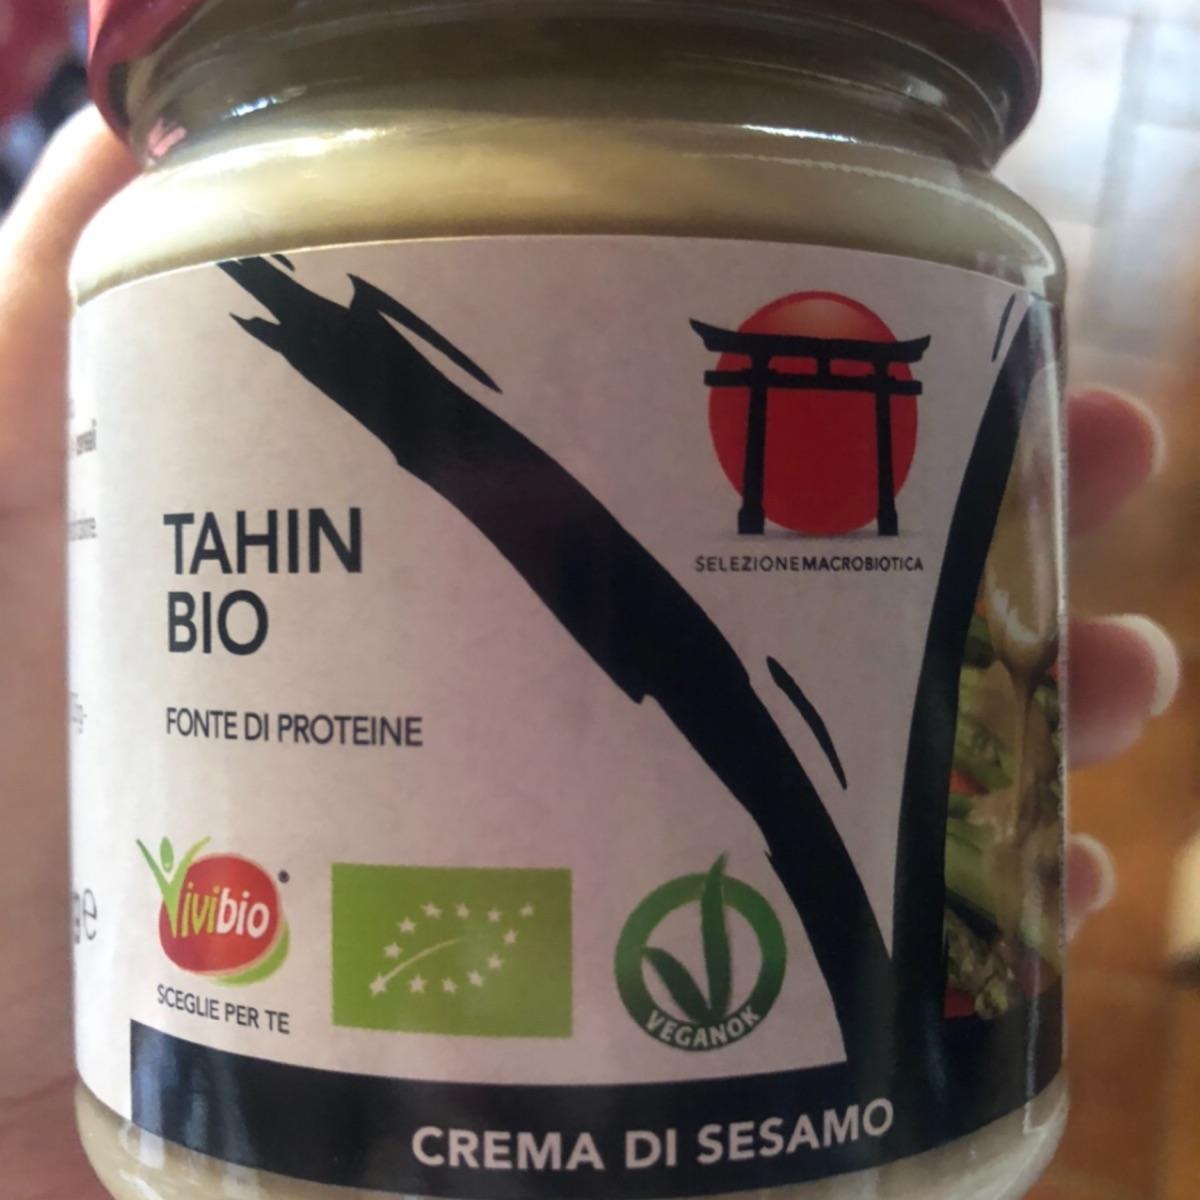 SELEZIONEMACROBIOTICA
TAHIN
BIO
FONTE DI PROTEINE
Vivibio®
SCEGLIE PER TE
VEGANOK
CREMA DI SESAMO